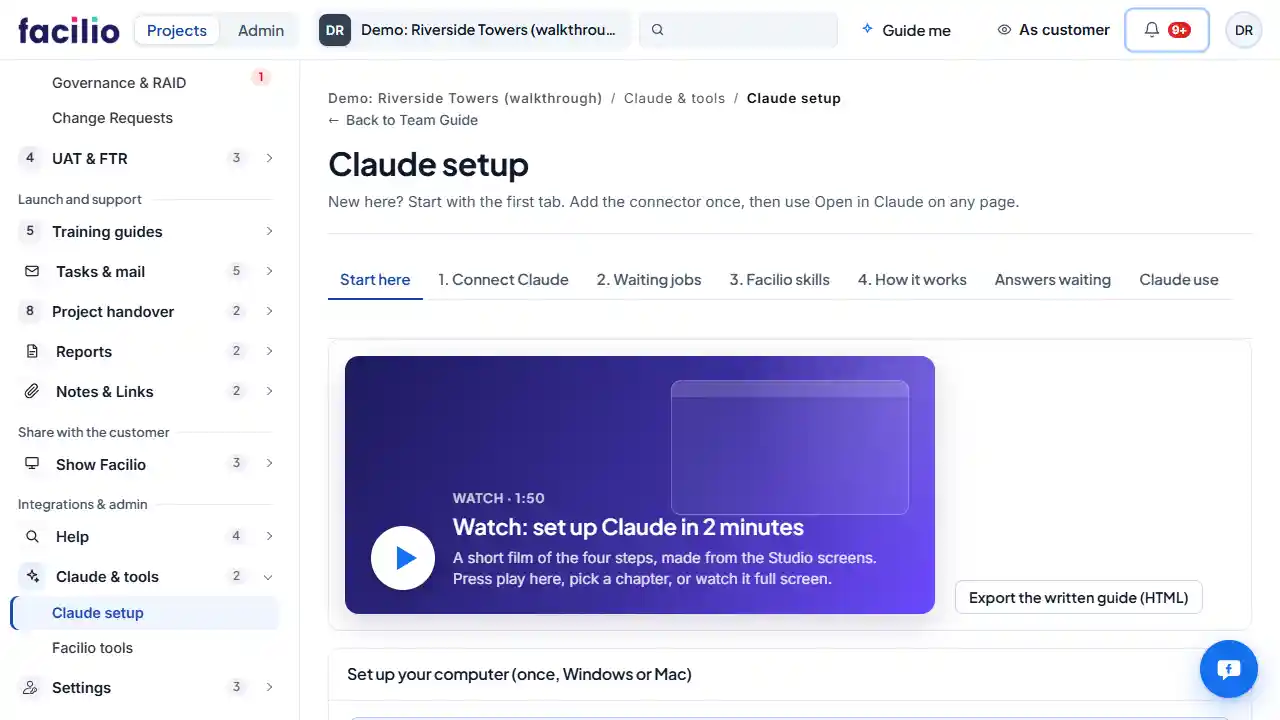 facilio
Projects
Admin
DR
Demo: Riverside Towers (walkthrou...
Guide me
As customer
9+
DR
Governance & RAID
1
Change Requests
4
UAT & FTR
3
Launch and support
5
Training guides
Tasks & mail
5
8
Project handover
2
Reports
2
Notes & Links
2
Share with the customer
Show Facilio
3
Integrations & admin
Help
4
Claude & tools
2
Claude setup
Facilio tools
Settings
3
Demo: Riverside Towers (walkthrough) / Claude & tools / Claude setup
← Back to Team Guide
Claude setup
New here? Start with the first tab. Add the connector once, then use Open in Claude on any page.
Start here
1. Connect Claude
2. Waiting jobs
3. Facilio skills
4. How it works
Answers waiting
Claude use
WATCH · 1:50
Watch: set up Claude in 2 minutes
A short film of the four steps, made from the Studio screens.
Press play here, pick a chapter, or watch it full screen.
Export the written guide (HTML)
Set up your computer (once, Windows or Mac)